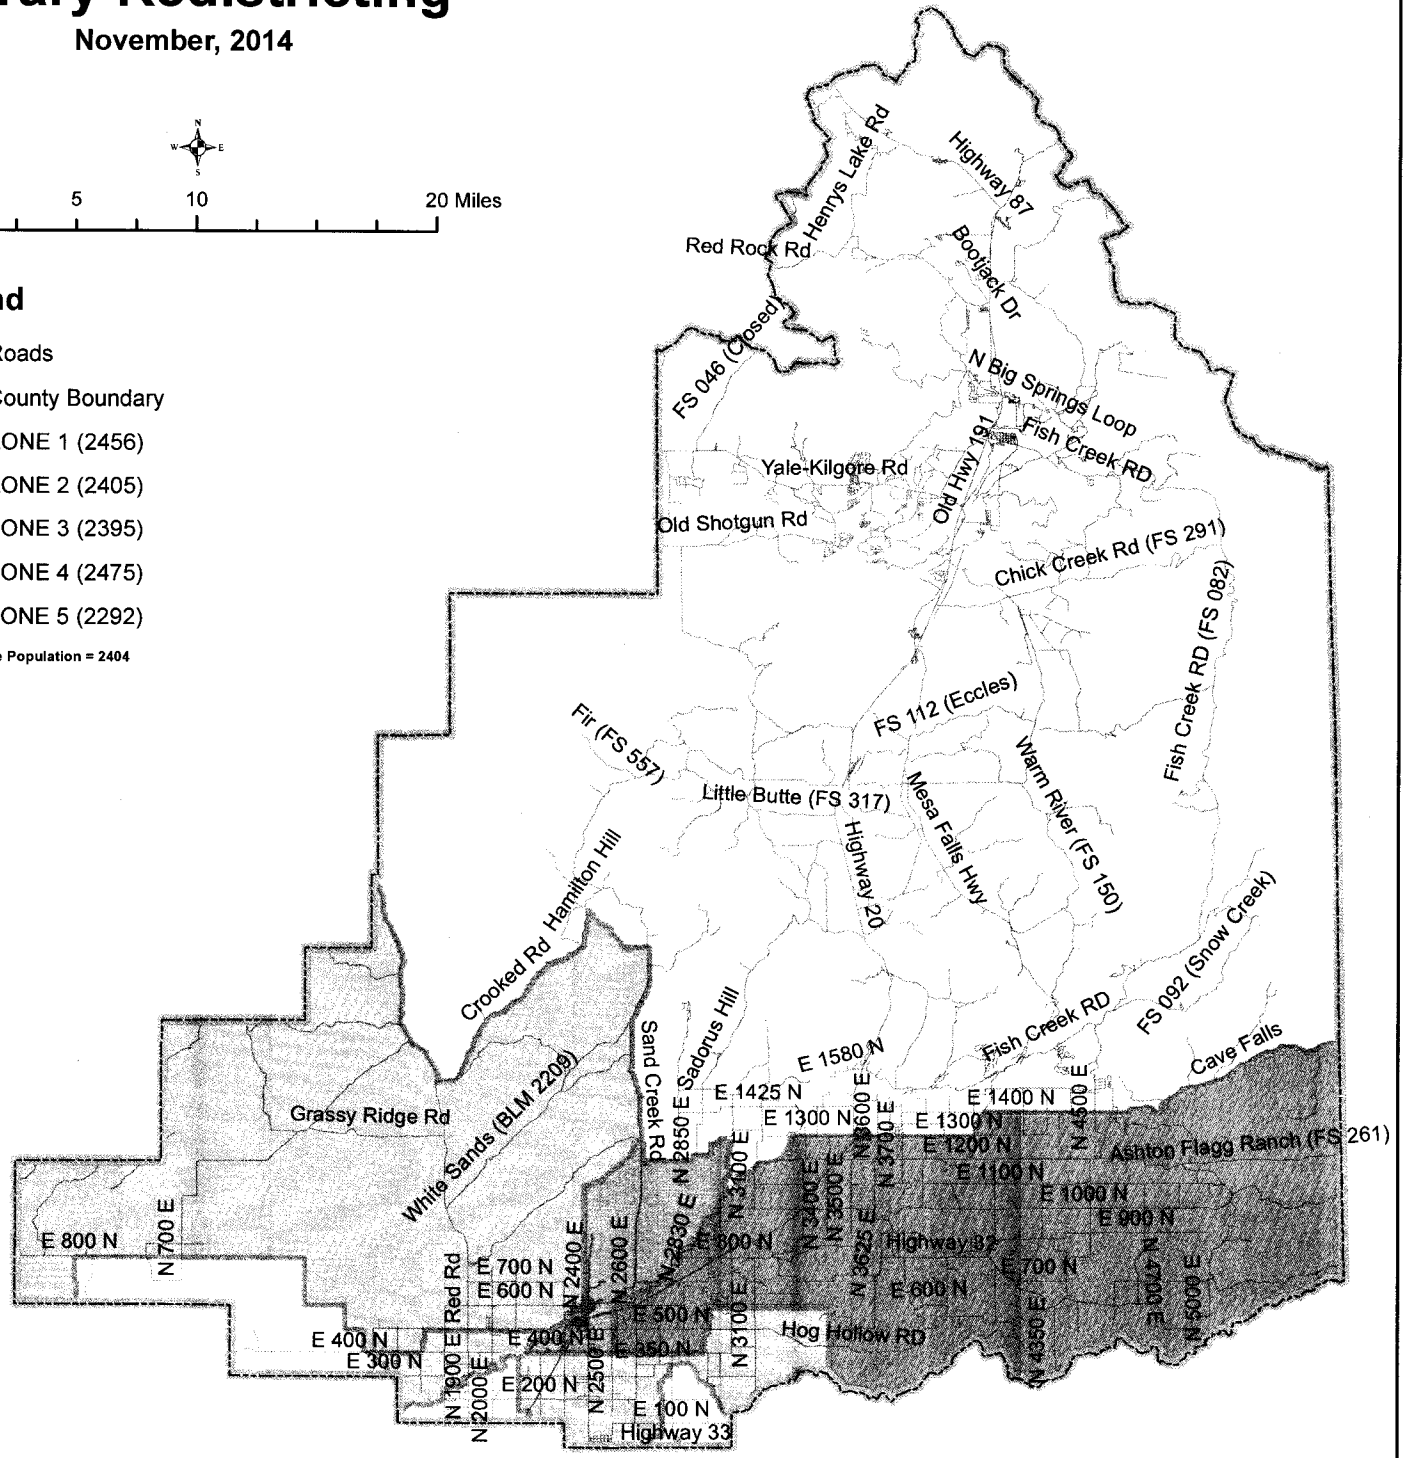 rary Redistricting
November, 2014
N
W E
S
5 10 20 Miles
nd
Roads
County Boundary
ONE 1 (2456)
ONE 2 (2405)
ONE 3 (2395)
ONE 4 (2475)
ONE 5 (2292)
e Population = 2404
Henrys Lake Rd
Highway 87
Red Rock Rd
Bootjack Dr
FS 046 (Closed)
N Big Springs Loop
Fish Creek RD
Old Hwy 191
Yale-Kilgore Rd
Old Shotgun Rd
Chick Creek Rd (FS 291)
Fish Creek RD (FS 082)
FS 112 (Eccles)
Fir (FS 557)
Little Butte (FS 317)
Warm River (FS 150)
Mesa Falls Hwy
Highway 20
Hamilton Hill
Crooked Rd
FS 092 (Snow Creek)
Fish Creek RD
Sadorus Hill
Sand Creek Rd
Cave Falls
E 1580 N
White Sands (BLM 2209)
E 1425 N
E 1400 N
N 4500 E
Grassy Ridge Rd
E 1300 N
E 1300 N
N 3600 E
N 3700 E
N 2850 E
N 3100 E
E 1200 N
Ashton Flagg Ranch (FS 261)
E 1100 N
E 1000 N
E 900 N
N 3400 E
N 3500 E
N 3625 E
N 2830 E
E 800 N
N 700 E
E 800 N
Highway 32
N 2400 E
N 2600 E
E 700 N
E 700 N
E 600 N
E 600 N
N 4700 E
N 5000 E
Red Rd
E 500 N
N 3100 E
Hog Hollow RD
N 4350 E
E 400 N
E 400 N
E 350 N
E 300 N
N 1900 E
N 2000 E
N 2500 E
E 200 N
E 100 N
Highway 33